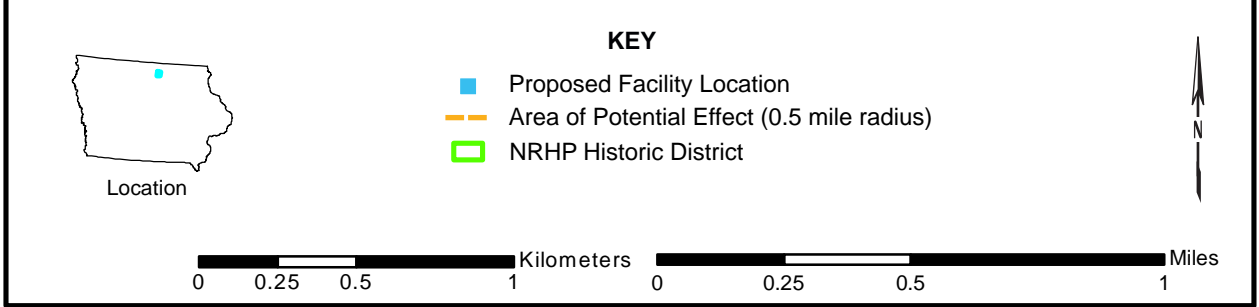 KEY
Proposed Facility Location
Area of Potential Effect (0.5 mile radius)
NRHP Historic District
Location
N
Kilometers
0 0.25 0.5 1
Miles
0 0.25 0.5 1